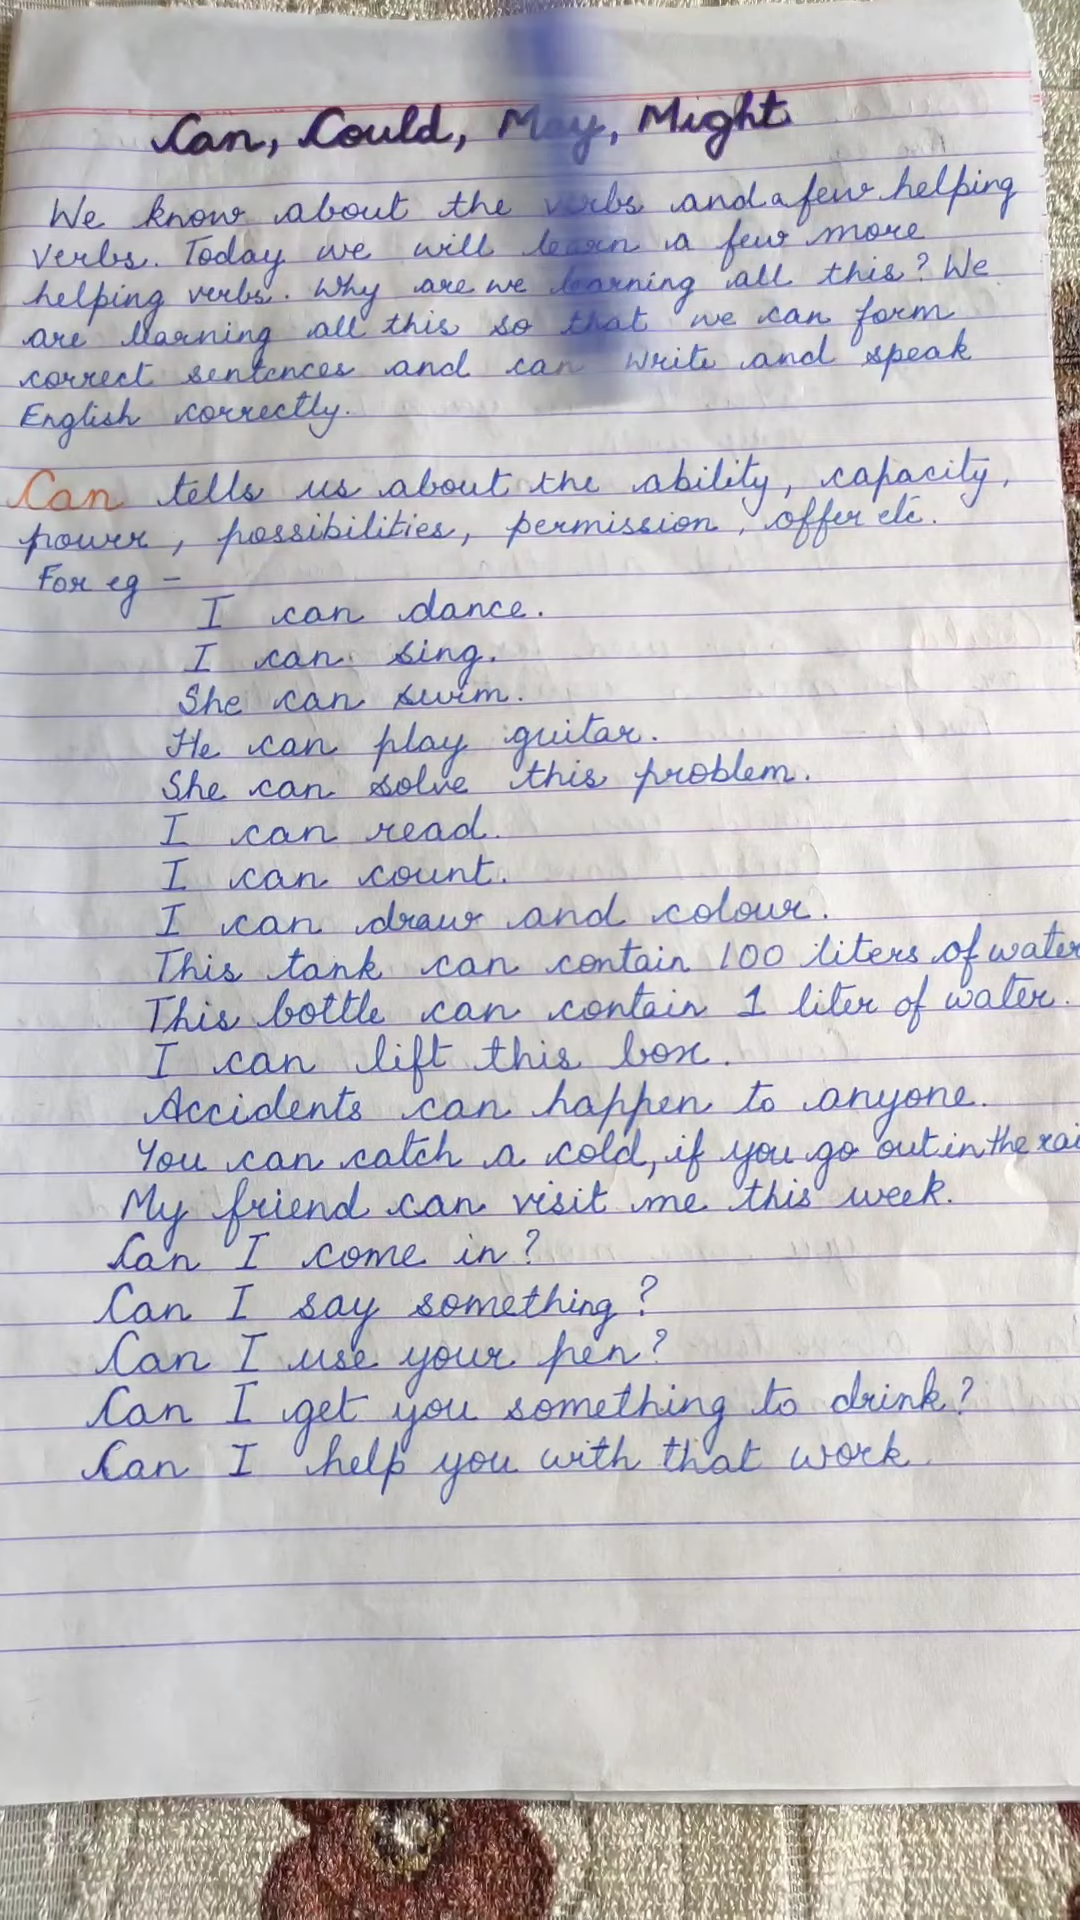 Can, Could, May, Might
We know about the verbs and a few helping
verbs. Today we will learn a few more
helping verbs. Why are we learning all this? We
are learning all this so that we can form
correct sentences and can write and speak
English correctly.
Can tells us about the ability, capacity,
power, possibilities, permission, offer etc.
For eg -
I can dance.
I can sing.
She can swim.
He can play guitar.
She can solve this problem.
I can read.
I can count.
I can draw and colour.
This tank can contain 100 liters of water
This bottle can contain 1 liter of water.
I can lift this box.
Accidents can happen to anyone.
You can catch a cold, if you go out in the rai
My friend can visit me this week.
Can I come in?
Can I say something?
Can I use your pen?
Can I get you something to drink?
Can I help you with that work.